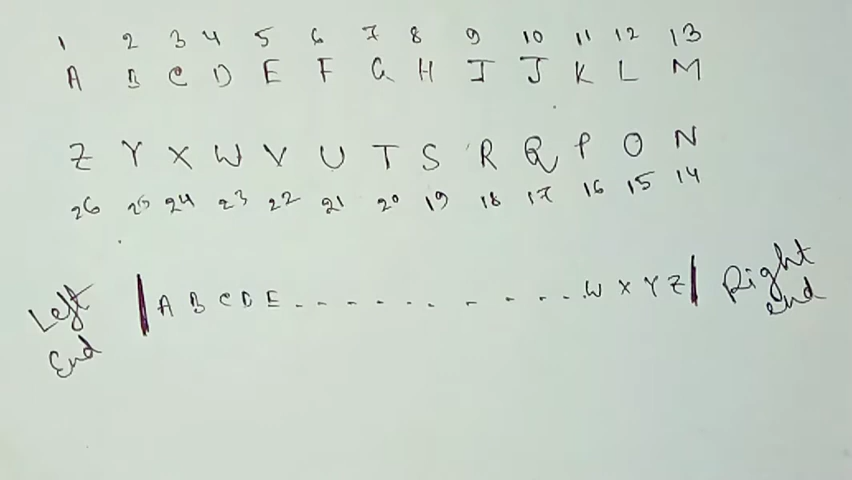 1 2 3 4 5 6 7 8 9 10 11 12 13
A B C D E F G H I J K L M
Z Y X W V U T S R Q P O N
26 25 24 23 22 21 20 19 18 17 16 15 14
Left End | A B C D E - - - - - - - - - - - - W X Y Z | Right end